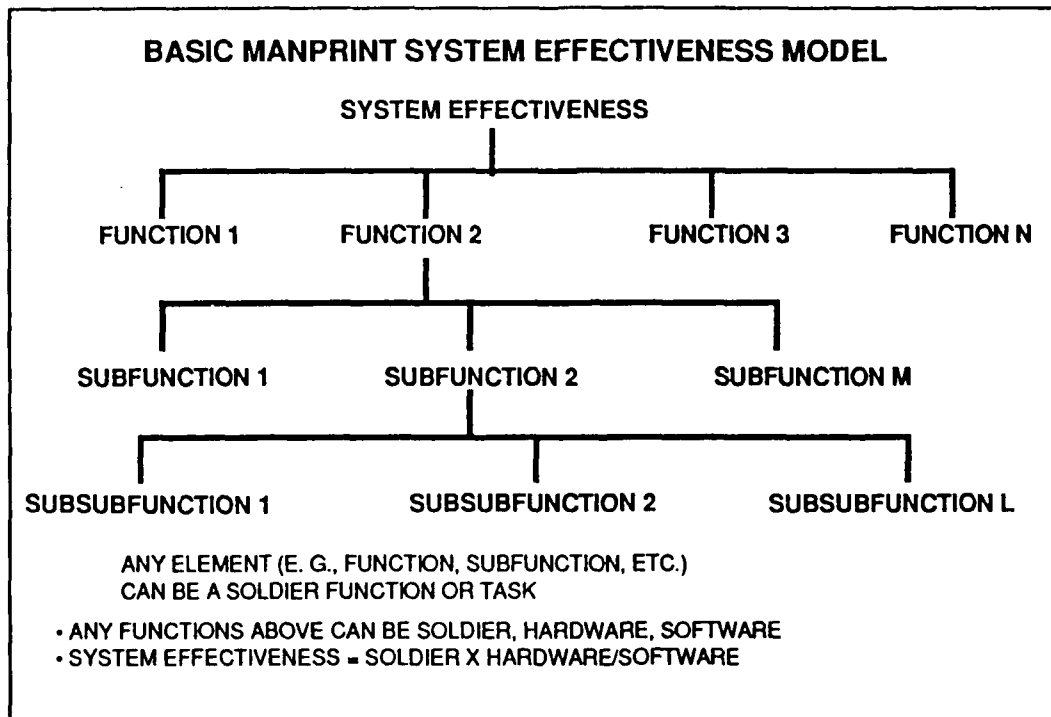 BASIC MANPRINT SYSTEM EFFECTIVENESS MODEL
SYSTEM EFFECTIVENESS
FUNCTION 1 FUNCTION 2 FUNCTION 3 FUNCTION N
SUBFUNCTION 1 SUBFUNCTION 2 SUBFUNCTION M
SUBSUBFUNCTION 1 SUBSUBFUNCTION 2 SUBSUBFUNCTION L
ANY ELEMENT (E. G., FUNCTION, SUBFUNCTION, ETC.)
CAN BE A SOLDIER FUNCTION OR TASK
• ANY FUNCTIONS ABOVE CAN BE SOLDIER, HARDWARE, SOFTWARE
• SYSTEM EFFECTIVENESS = SOLDIER X HARDWARE/SOFTWARE